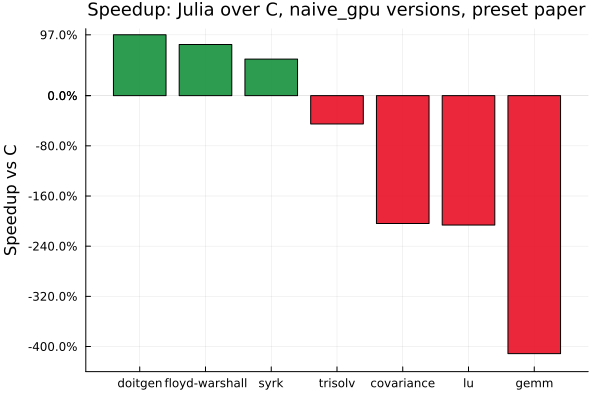 Speedup: Julia over C, naive_gpu versions, preset paper
97.0%
0.0%
-80.0%
-160.0%
-240.0%
-320.0%
-400.0%
Speedup vs C
doitgen floyd-warshall syrk trisolv covariance lu gemm